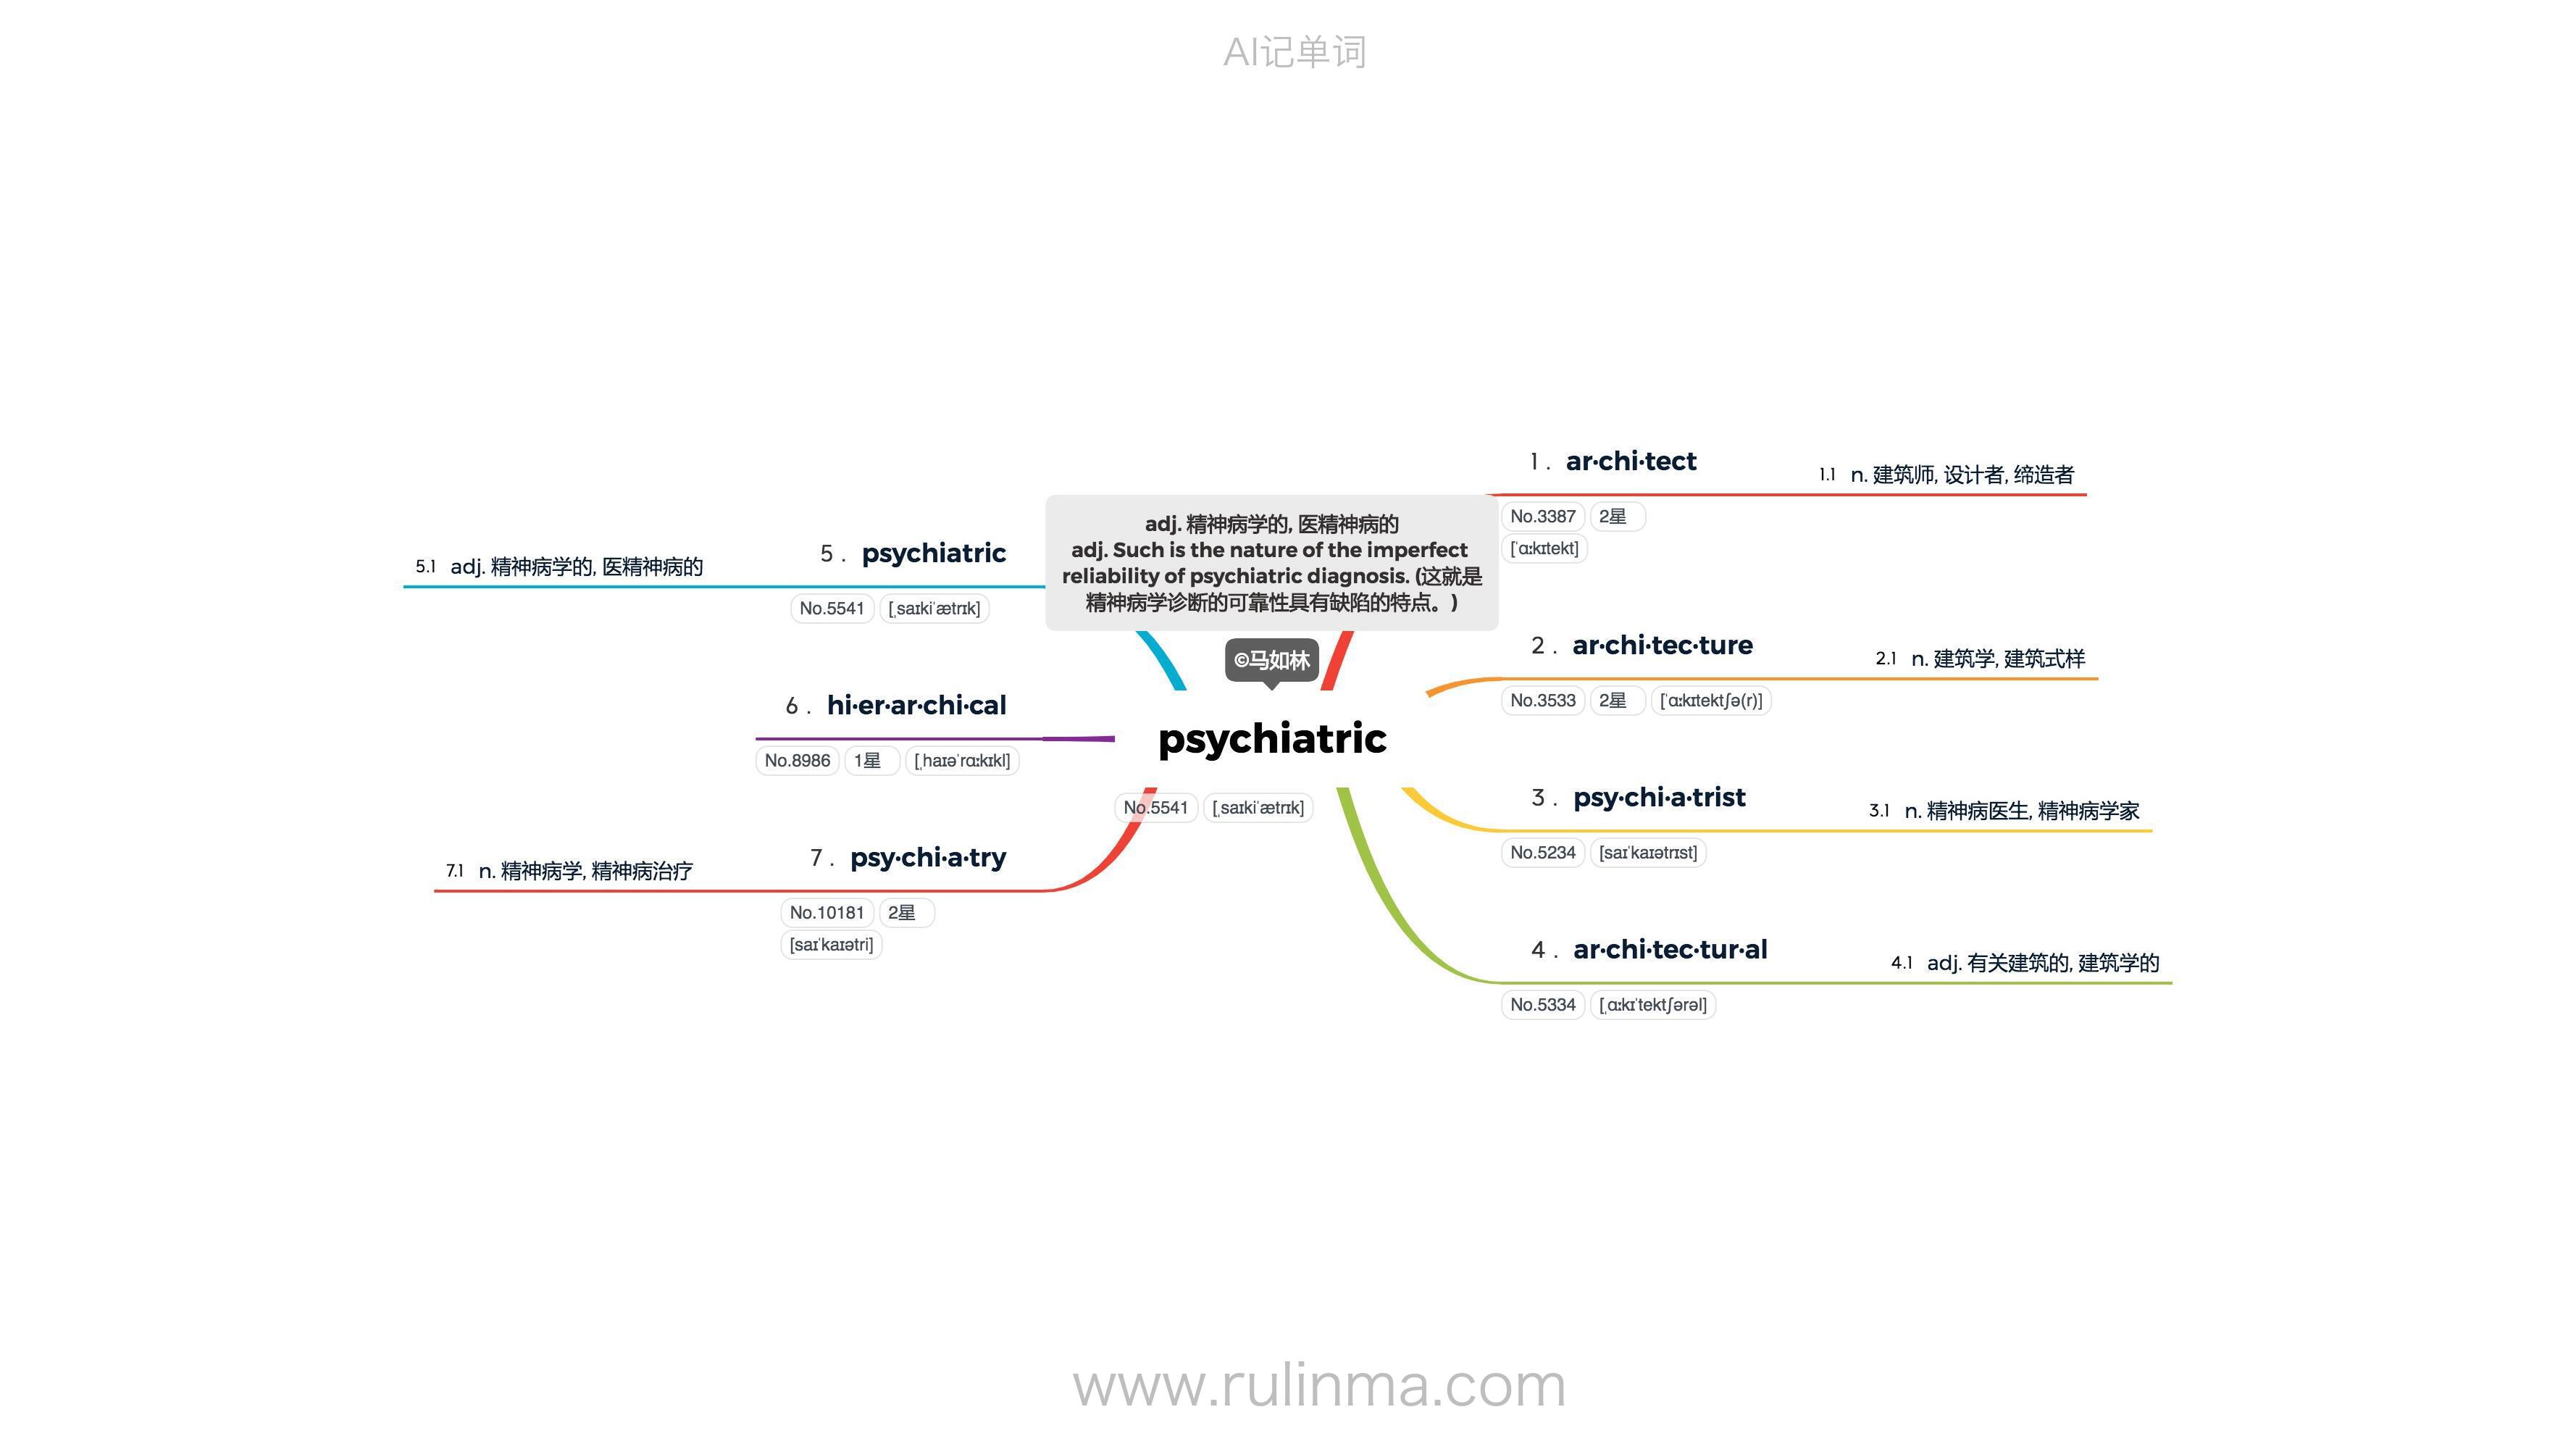 AI记单词
adj. 精神病学的, 医精神病的
adj. Such is the nature of the imperfect
reliability of psychiatric diagnosis. (这就是
精神病学诊断的可靠性具有缺陷的特点。)
©马如林
psychiatric
No.5541 [ˌsaɪkiˈætrɪk]
1 . ar·chi·tect
1.1 n. 建筑师, 设计者, 缔造者
No.3387 2星
[ˈɑːkɪtekt]
2 . ar·chi·tec·ture
2.1 n. 建筑学, 建筑式样
No.3533 2星 [ˈɑːkɪtektʃə(r)]
3 . psy·chi·a·trist
3.1 n. 精神病医生, 精神病学家
No.5234 [saɪˈkaɪətrɪst]
4 . ar·chi·tec·tur·al
4.1 adj. 有关建筑的, 建筑学的
No.5334 [ˌɑːkɪˈtektʃərəl]
5 . psychiatric
5.1 adj. 精神病学的, 医精神病的
No.5541 [ˌsaɪkiˈætrɪk]
6 . hi·er·ar·chi·cal
No.8986 1星 [ˌhaɪəˈrɑːkɪkl]
7 . psy·chi·a·try
7.1 n. 精神病学, 精神病治疗
No.10181 2星
[saɪˈkaɪətri]
www.rulinma.com